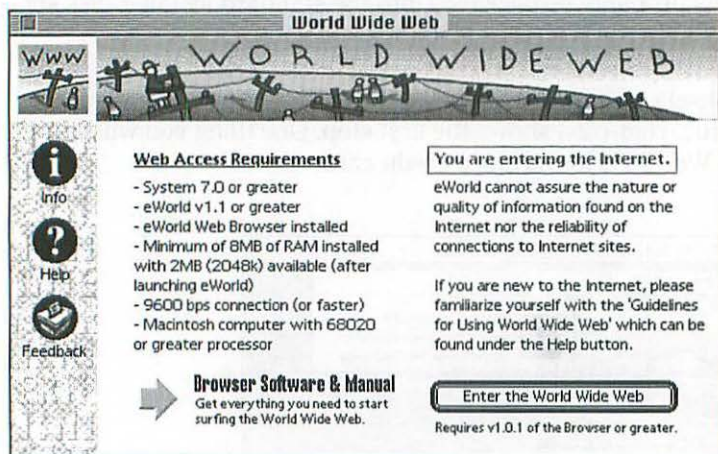 World Wide Web
WWW
WORLD WIDE WEB
Info
Help
Feedback
Web Access Requirements
- System 7.0 or greater
- eWorld v1.1 or greater
- eWorld Web Browser installed
- Minimum of 8MB of RAM installed
with 2MB (2048k) available (after
launching eWorld)
- 9600 bps connection (or faster)
- Macintosh computer with 68020
or greater processor
Browser Software & Manual
Get everything you need to start
surfing the World Wide Web.
You are entering the Internet.
eWorld cannot assure the nature or
quality of information found on the
Internet nor the reliability of
connections to Internet sites.
If you are new to the Internet, please
familiarize yourself with the 'Guidelines
for Using World Wide Web' which can be
found under the Help button.
Enter the World Wide Web
Requires v1.0.1 of the Browser or greater.